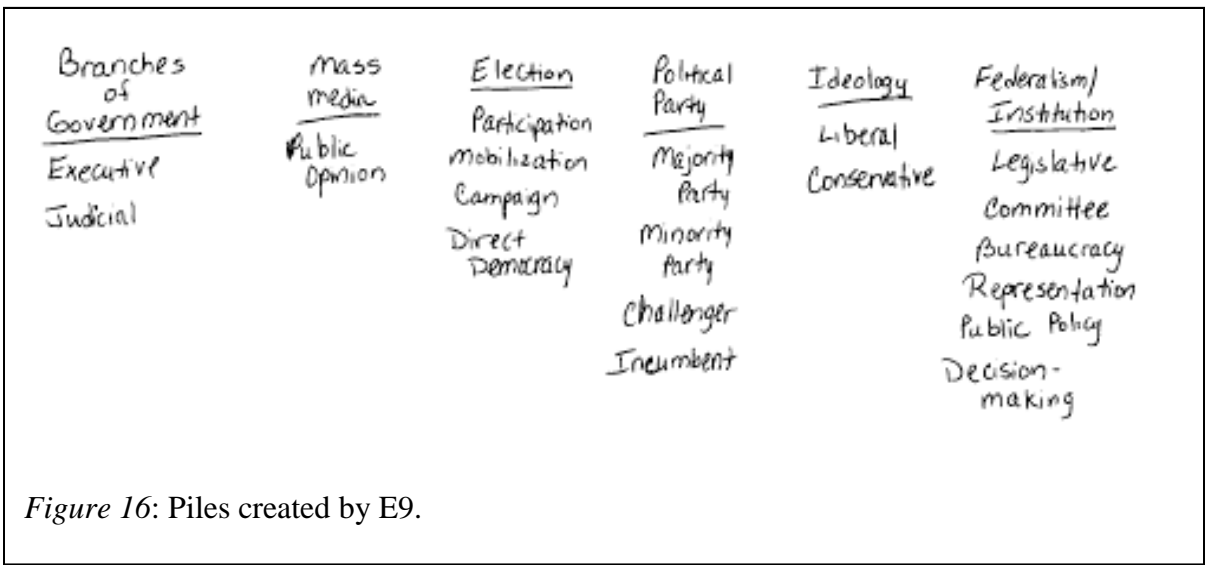 Branches
of
Government
Executive
Judicial
Mass
media
Public
Opinion
Election
Participation
Mobilization
Campaign
Direct
Democracy
Political
Party
Majority
Party
Minority
Party
Challenger
Incumbent
Ideology
Liberal
Conservative
Federalism/
Institution
Legislative
Committee
Bureaucracy
Representation
Public Policy
Decision-
making
Figure 16: Piles created by E9.